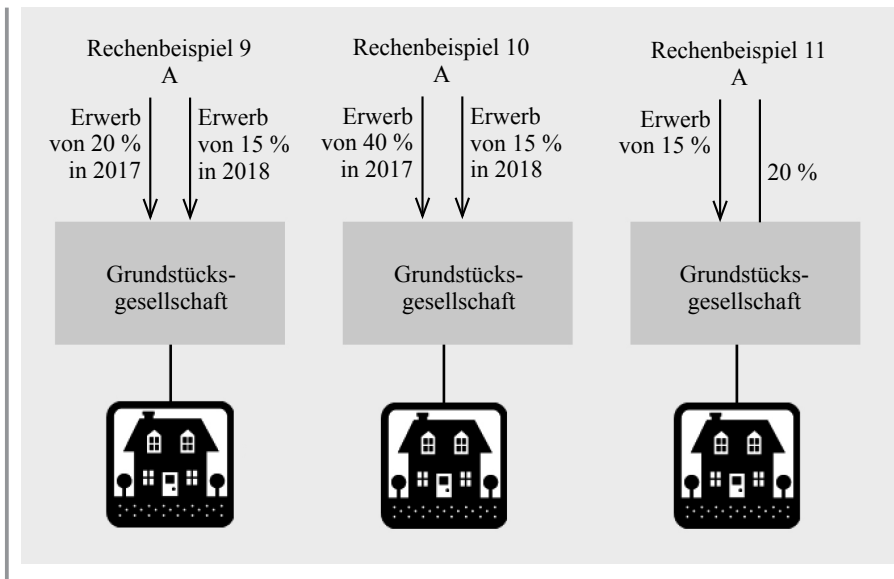 Rechenbeispiel 9
A
Erwerb
von 20 %
in 2017
Erwerb
von 15 %
in 2018
Grundstücks-
gesellschaft
Rechenbeispiel 10
A
Erwerb
von 40 %
in 2017
Erwerb
von 15 %
in 2018
Grundstücks-
gesellschaft
Rechenbeispiel 11
A
Erwerb
von 15 %
20 %
Grundstücks-
gesellschaft